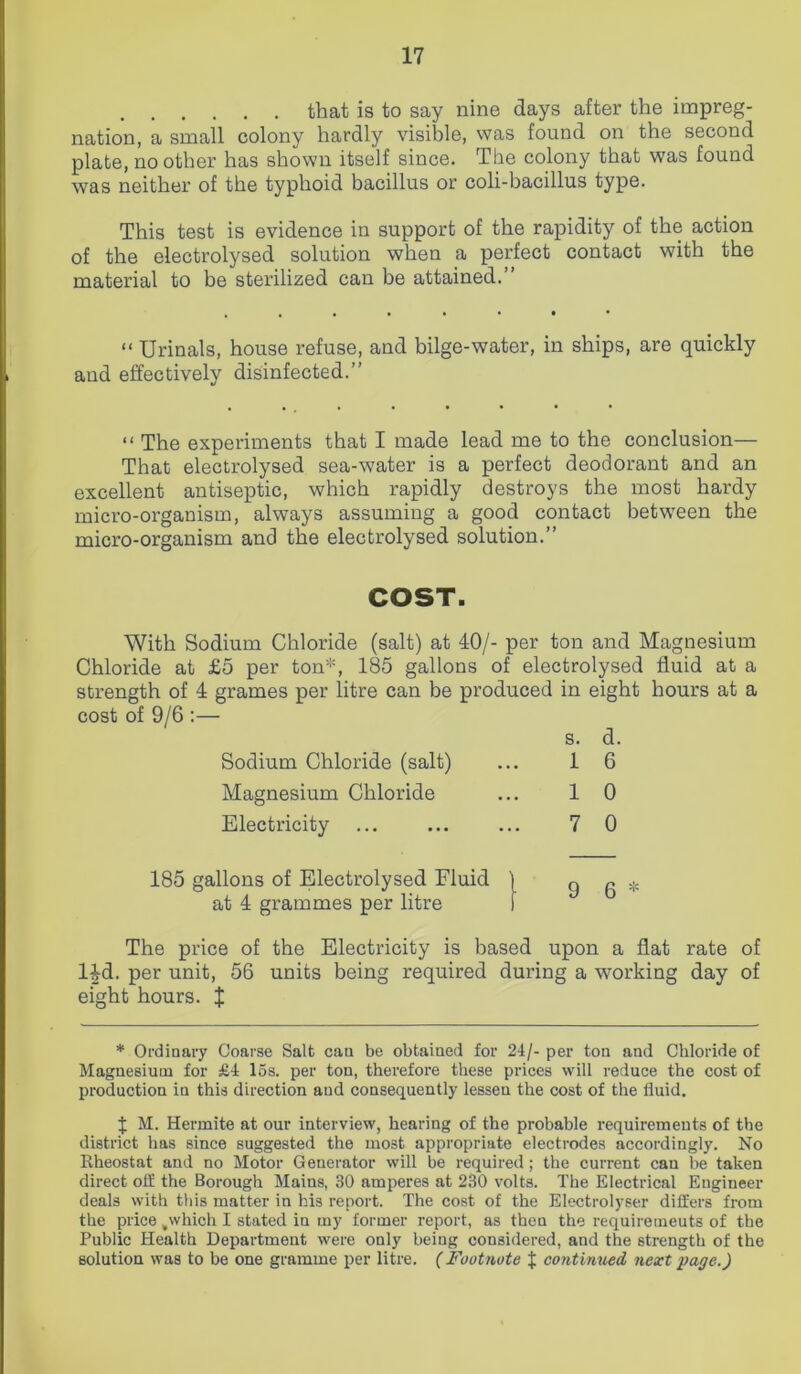 17
. . . . . . that is to say nine days after the impreg-
nation, a small colony hardly visible, was found on the second
plate, no other has shown itself since. The colony that was found
was neither of the typhoid bacillus or coli-bacillus type.
This test is evidence in support of the rapidity of the action
of the electrolysed solution when a perfect contact with the
material to be sterilized can be attained.”
. . . . . . . .
“ Urinals, house refuse, and bilge-water, in ships, are quickly
and effectively disinfected.”
. . . . . . . . .
“ The experiments that I made lead me to the conclusion—
That electrolysed sea-water is a perfect deodorant and an
excellent antiseptic, which rapidly destroys the most hardy
micro-organism, always assuming a good contact between the
micro-organism and the electrolysed solution.”
COST.
With Sodium Chloride (salt) at 40/- per ton and Magnesium
Chloride at £5 per ton*, 185 gallons of electrolysed fluid at a
strength of 4 grames per litre can be produced in eight hours at a
cost of 9/6 :—
s. d.
Sodium Chloride (salt) ... 1 6
Magnesium Chloride ... 1 0
Electricity ... ... ... 7 0
185 gallons of Electrolysed Fluid }
at 4 grammes per litre } 9 6 *
The price of the Electricity is based upon a flat rate of
1½d. per unit, 56 units being required during a working day of
eight hours. ‡
* Ordinary Coarse Salt can be obtained for 24/- per ton and Chloride of
Magnesium for £4 15s. per ton, therefore these prices will reduce the cost of
production in this direction and consequently lessen the cost of the fluid.
‡ M. Hermite at our interview, hearing of the probable requirements of the
district has since suggested the most appropriate electrodes accordingly. No
Rheostat and no Motor Generator will be required ; the current can be taken
direct off the Borough Mains, 30 amperes at 230 volts. The Electrical Engineer
deals with this matter in his report. The cost of the Electrolyser differs from
the price which I stated in my former report, as then the requirements of the
Public Health Department were only being considered, and the strength of the
solution was to be one gramme per litre. (Footnote ‡ continued next page.)